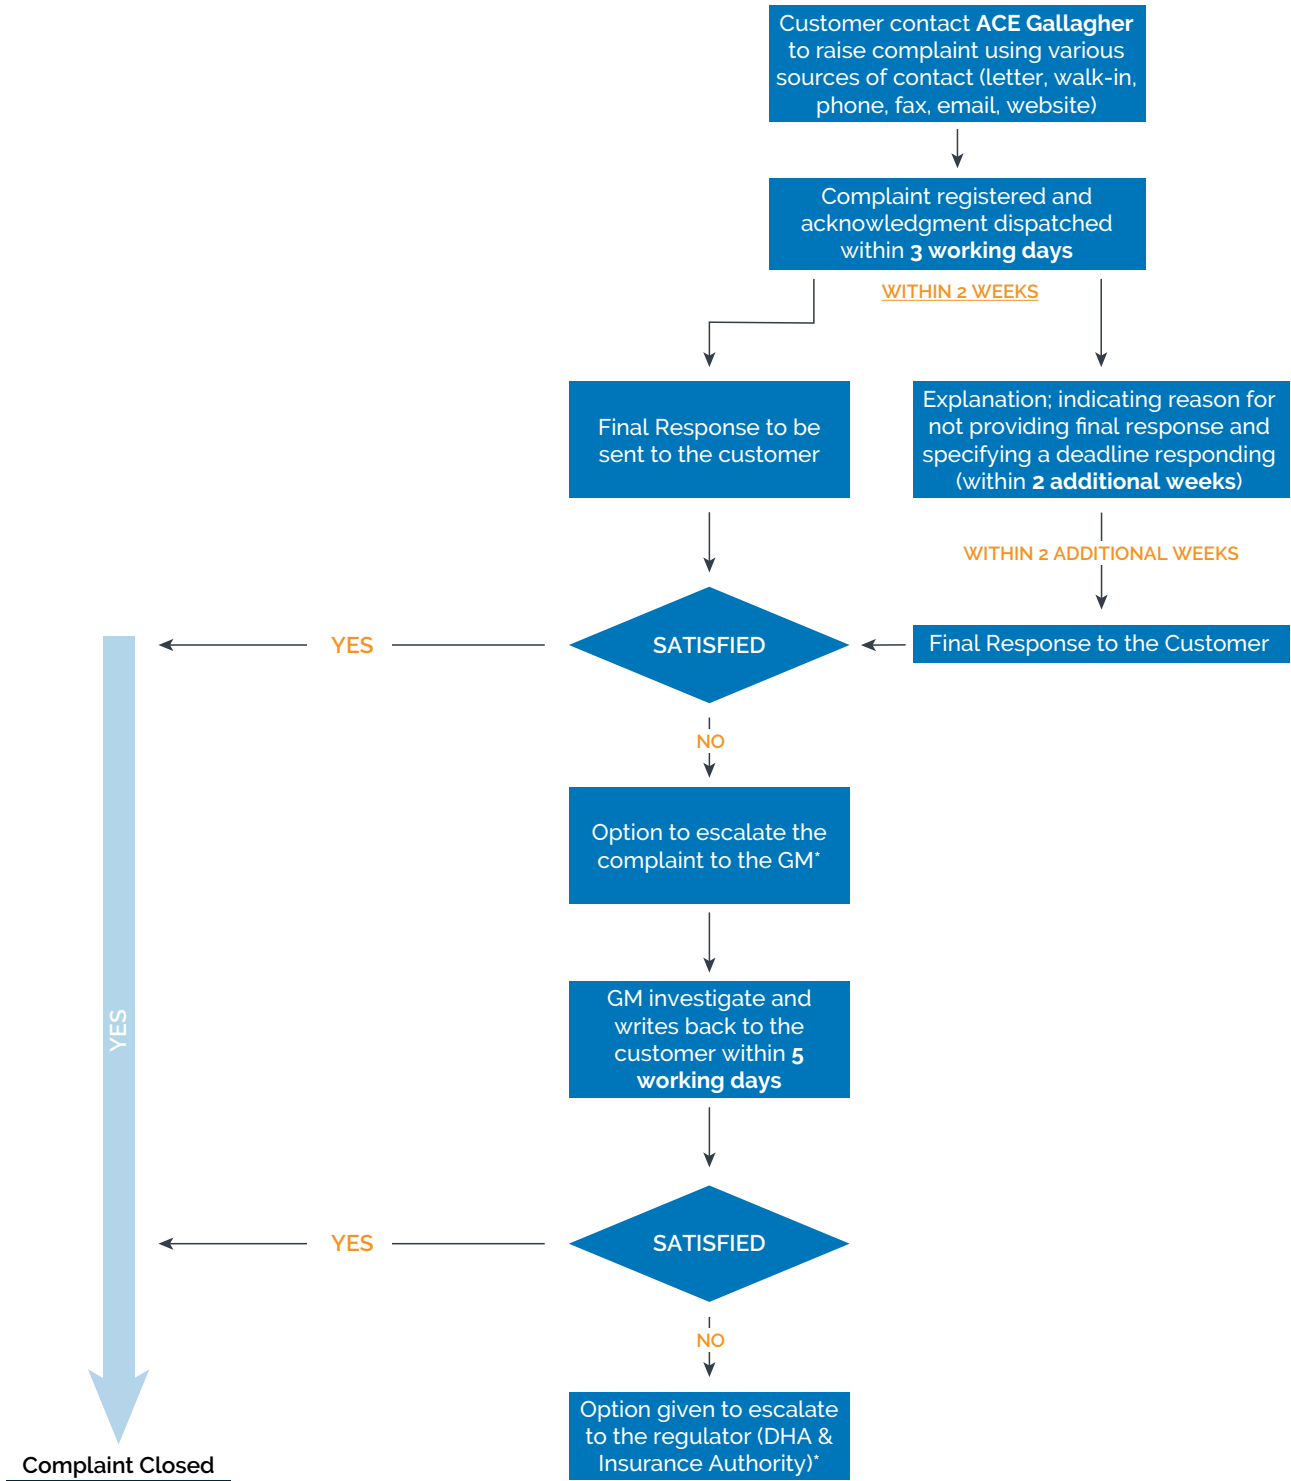 Customer contact ACE Gallagher
to raise complaint using various
sources of contact (letter, walk-in,
phone, fax, email, website)
Complaint registered and
acknowledgment dispatched
within 3 working days
WITHIN 2 WEEKS
Final Response to be
sent to the customer
Explanation; indicating reason for
not providing final response and
specifying a deadline responding
(within 2 additional weeks)
WITHIN 2 ADDITIONAL WEEKS
Final Response to the Customer
SATISFIED
YES
NO
Option to escalate the
complaint to the GM*
GM investigate and
writes back to the
customer within 5
working days
YES
SATISFIED
YES
NO
Option given to escalate
to the regulator (DHA &
Insurance Authority)*
Complaint Closed